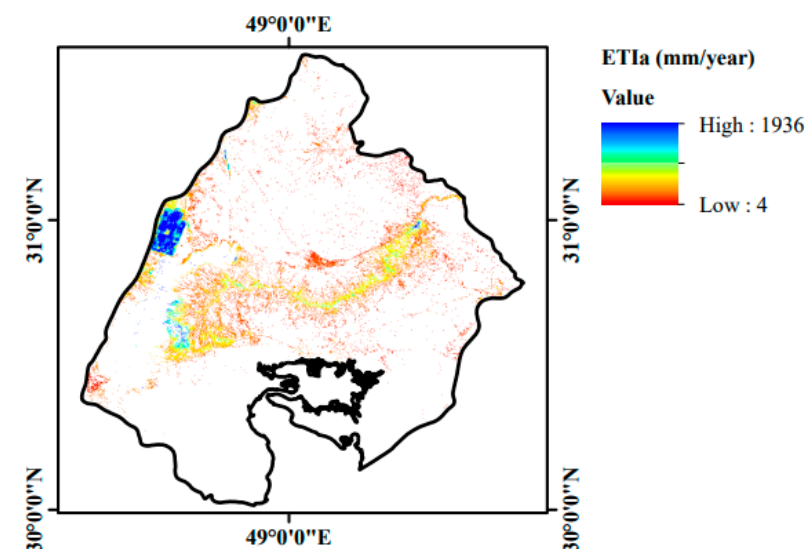 49°0'0"E
ETIa (mm/year)
Value
High : 1936
Low : 4
31°0'0"N
31°0'0"N
30°0'0"N
30°0'0"N
49°0'0"E